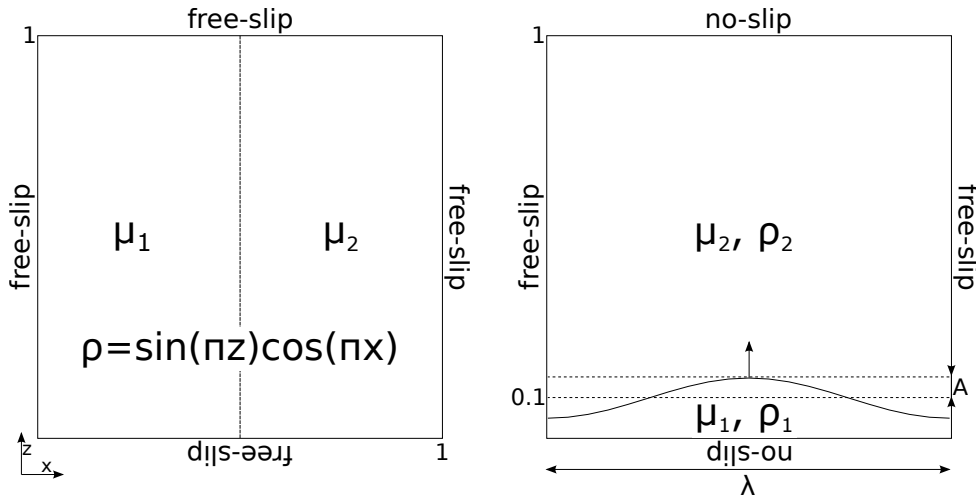 free-slip
1
free-slip
μ₁
μ₂
free-slip
ρ=sin(πz)cos(πx)
free-slip
1
z
x
no-slip
1
free-slip
μ₂, ρ₂
free-slip
0.1
A
μ₁, ρ₁
no-slip
λ